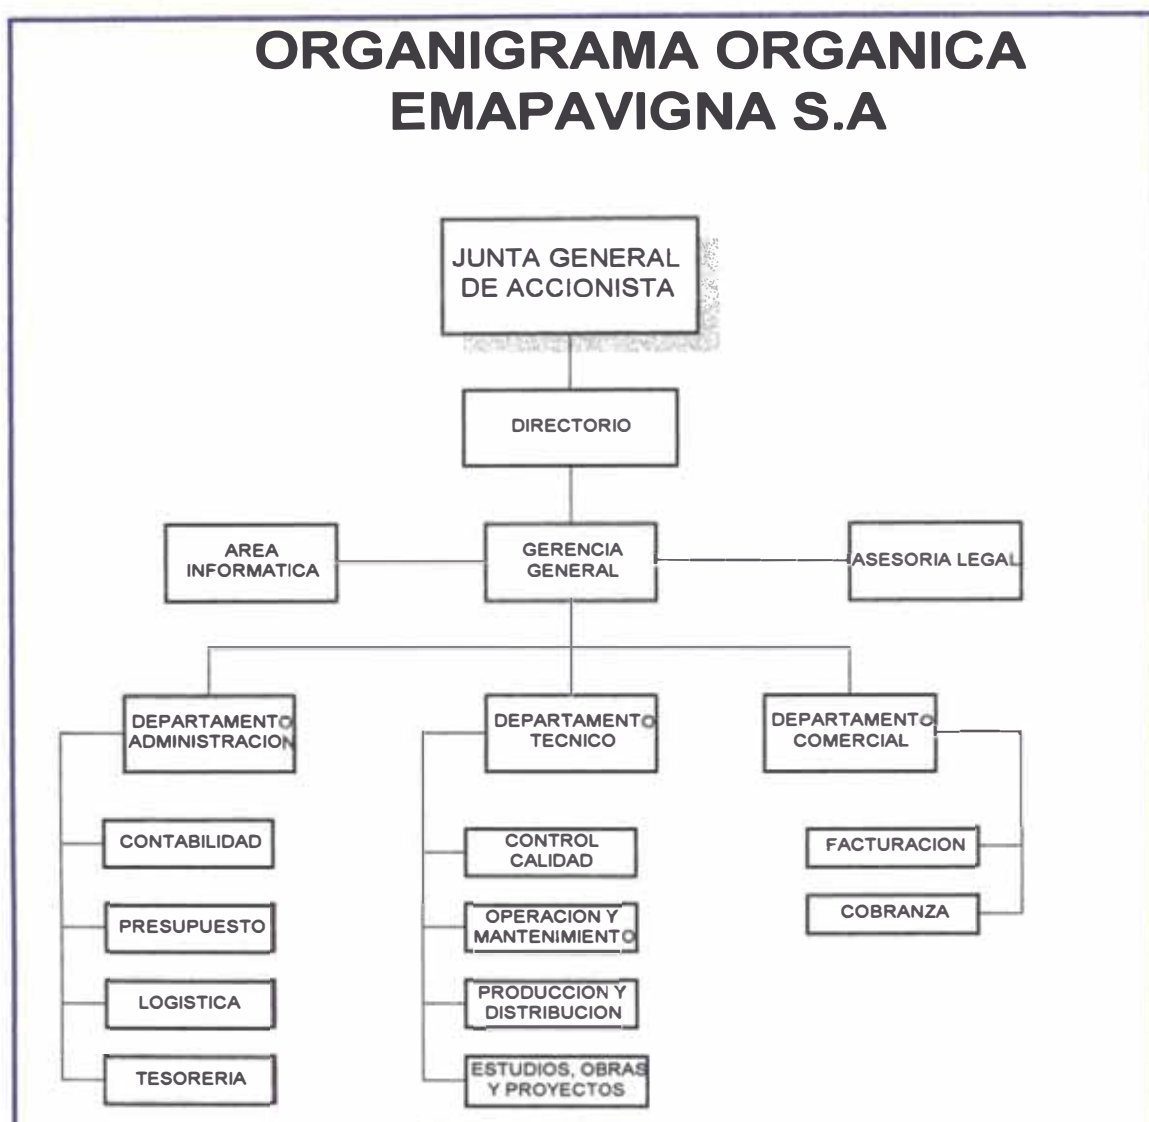 ORGANIGRAMA ORGANICA
EMAPAVIGNA S.A
JUNTA GENERAL
DE ACCIONISTA
DIRECTORIO
AREA
INFORMATICA
GERENCIA
GENERAL
ASESORIA LEGAL
DEPARTAMENTO
ADMINISTRACION
DEPARTAMENTO
TECNICO
DEPARTAMENTO
COMERCIAL
CONTABILIDAD
PRESUPUESTO
LOGISTICA
TESORERIA
CONTROL
CALIDAD
OPERACION Y
MANTENIMIENTO
PRODUCCION Y
DISTRIBUCION
ESTUDIOS, OBRAS
Y PROYECTOS
FACTURACION
COBRANZA